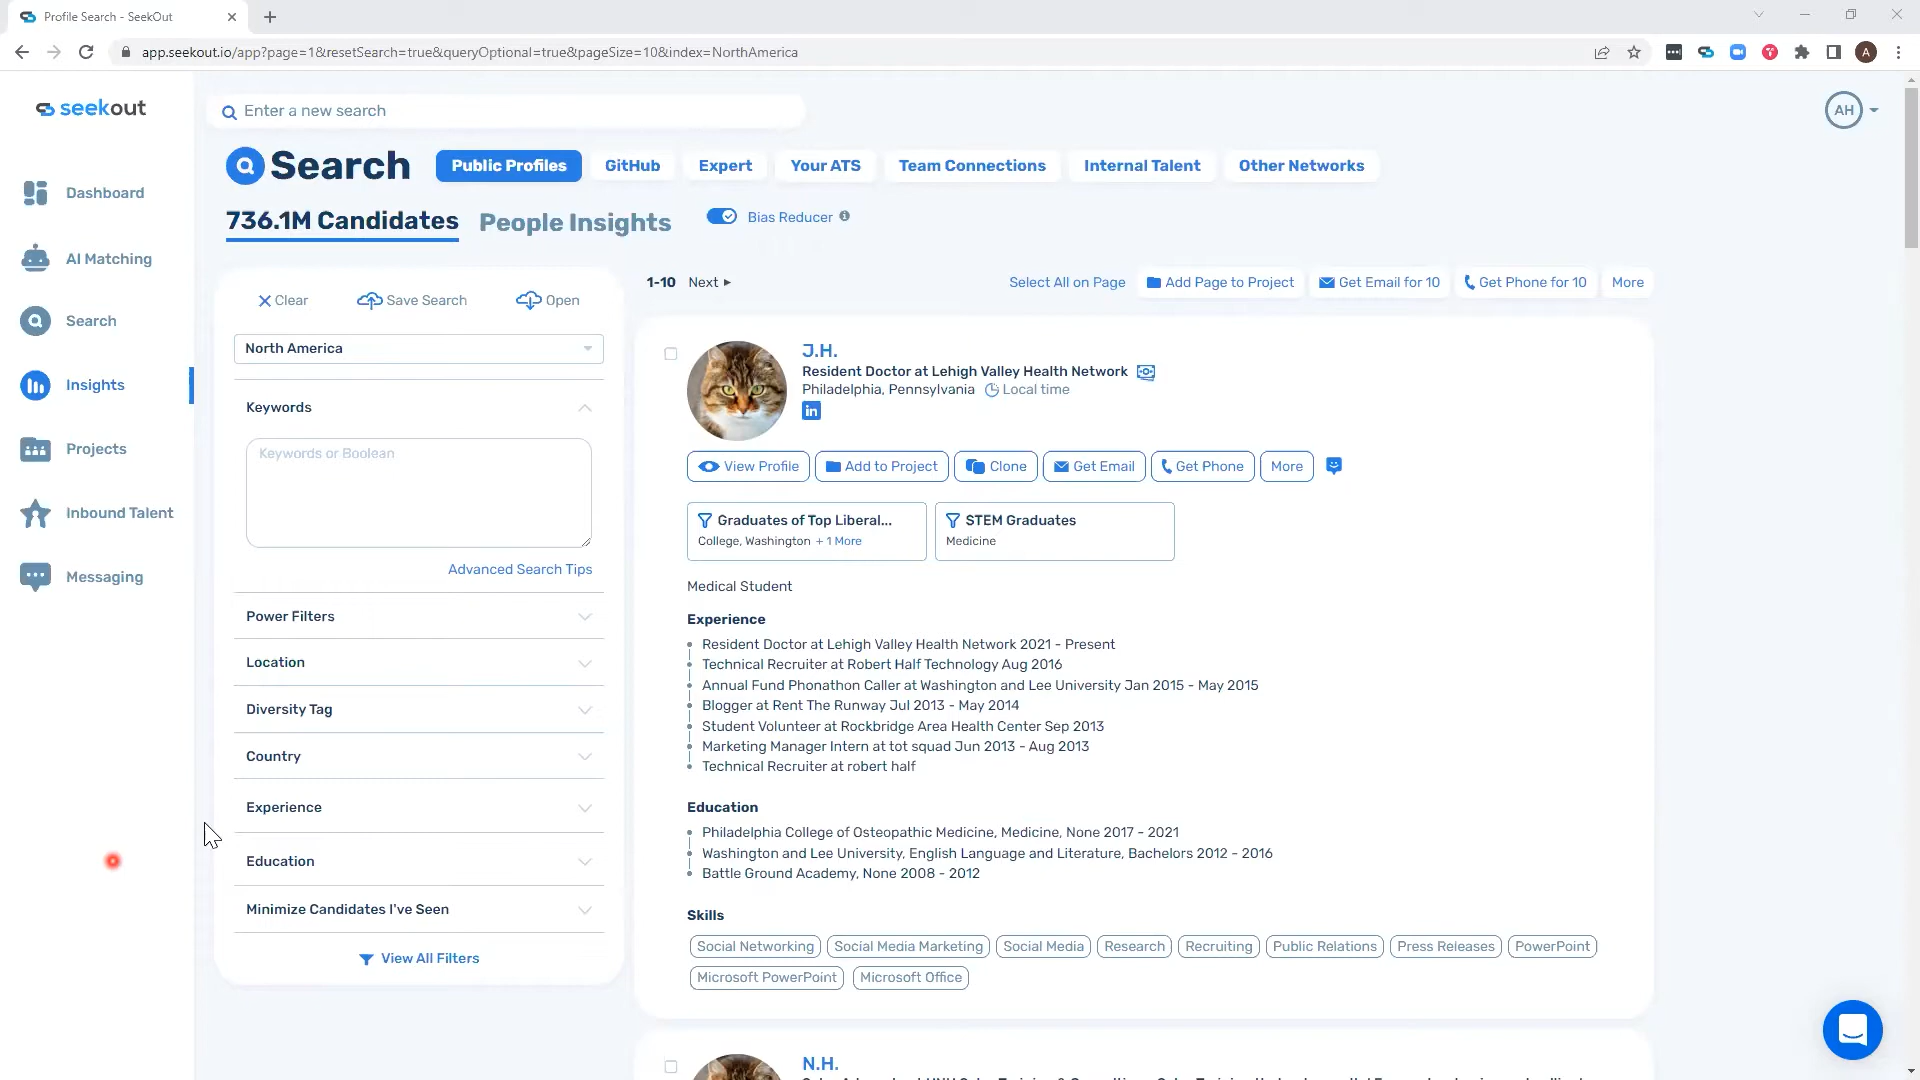 Profile Search - SeekOut
app.seekout.io/app?page=1&resetSearch=true&queryOptional=true&pageSize=10&index=NorthAmerica
A
seekout
Enter a new search
AH
Search
Public Profiles
GitHub
Expert
Your ATS
Team Connections
Internal Talent
Other Networks
736.1M Candidates
People Insights
Bias Reducer
Dashboard
AI Matching
Search
Insights
Projects
Inbound Talent
Messaging
Clear
Save Search
Open
North America
Keywords
Keywords or Boolean
Advanced Search Tips
Power Filters
Location
Diversity Tag
Country
Experience
Education
Minimize Candidates I've Seen
View All Filters
1-10 Next
Select All on Page
Add Page to Project
Get Email for 10
Get Phone for 10
More
J.H.
Resident Doctor at Lehigh Valley Health Network
Philadelphia, Pennsylvania Local time
in
View Profile
Add to Project
Clone
Get Email
Get Phone
More
Graduates of Top Liberal...
College, Washington + 1 More
STEM Graduates
Medicine
Medical Student
Experience
Resident Doctor at Lehigh Valley Health Network 2021 - Present
Technical Recruiter at Robert Half Technology Aug 2016
Annual Fund Phonathon Caller at Washington and Lee University Jan 2015 - May 2015
Blogger at Rent The Runway Jul 2013 - May 2014
Student Volunteer at Rockbridge Area Health Center Sep 2013
Marketing Manager Intern at tot squad Jun 2013 - Aug 2013
Technical Recruiter at robert half
Education
Philadelphia College of Osteopathic Medicine, Medicine, None 2017 - 2021
Washington and Lee University, English Language and Literature, Bachelors 2012 - 2016
Battle Ground Academy, None 2008 - 2012
Skills
Social Networking
Social Media Marketing
Social Media
Research
Recruiting
Public Relations
Press Releases
PowerPoint
Microsoft PowerPoint
Microsoft Office
N.H.